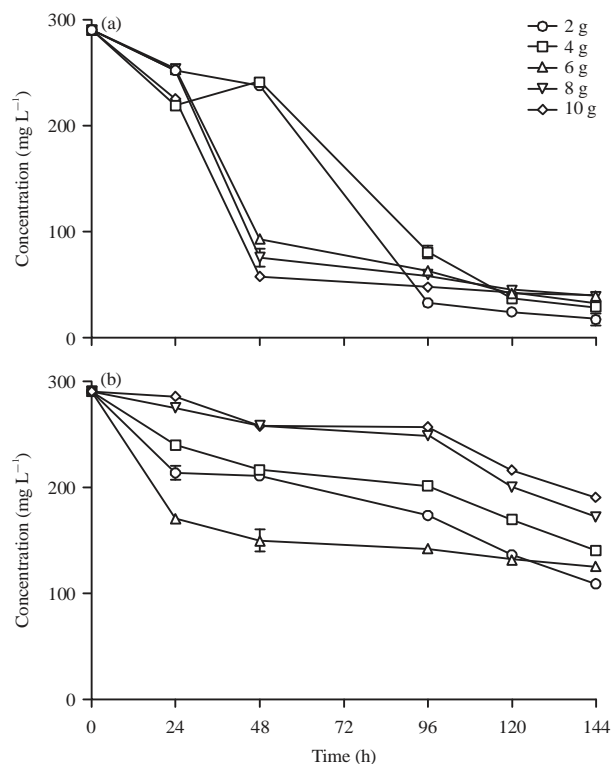 (a)
2 g
4 g
6 g
8 g
10 g
300
200
100
0
Concentration (mg L⁻¹)
(b)
300
200
100
0
Concentration (mg L⁻¹)
0 24 48 72 96 120 144
Time (h)